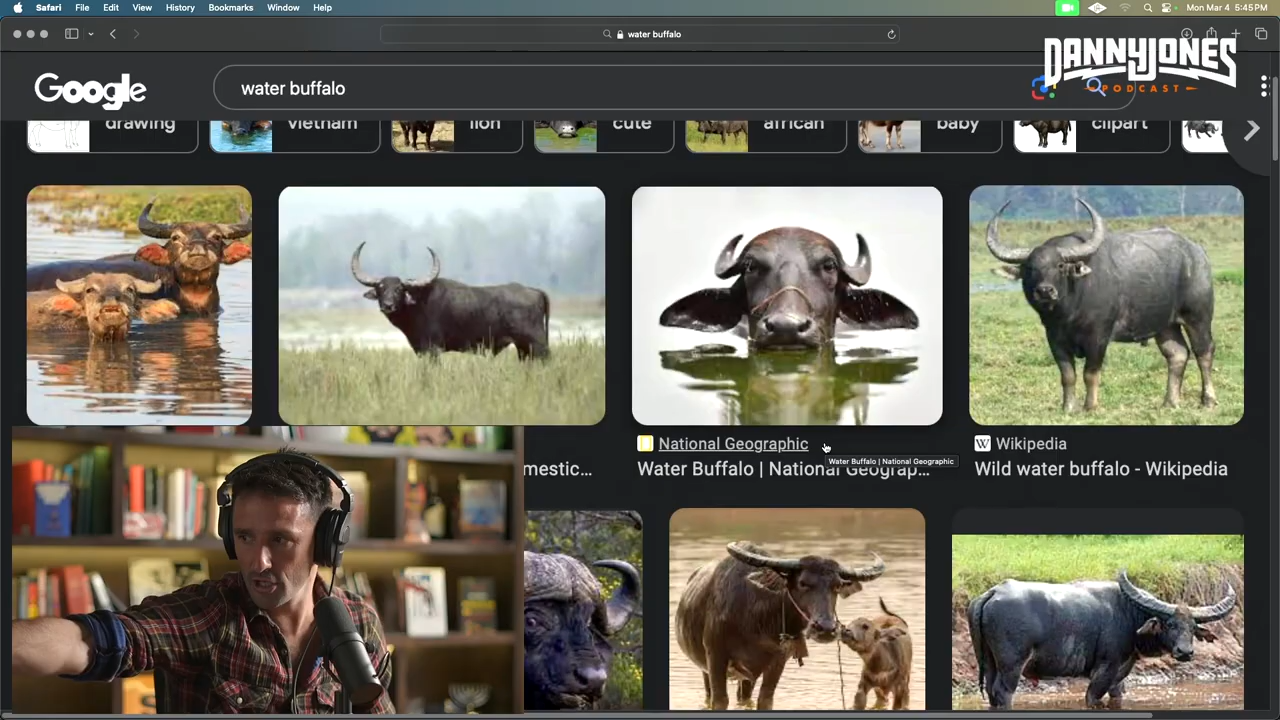 Safari File Edit View History Bookmarks Window Help
Mon Mar 4 5:45 PM
water buffalo
DANNY JONES
PODCAST
Google
water buffalo
drawing
vietnam
lion
cute
african
baby
clipart
mestic...
National Geographic
Water Buffalo | National Geograp...
Water Buffalo | National Geographic
W Wikipedia
Wild water buffalo - Wikipedia